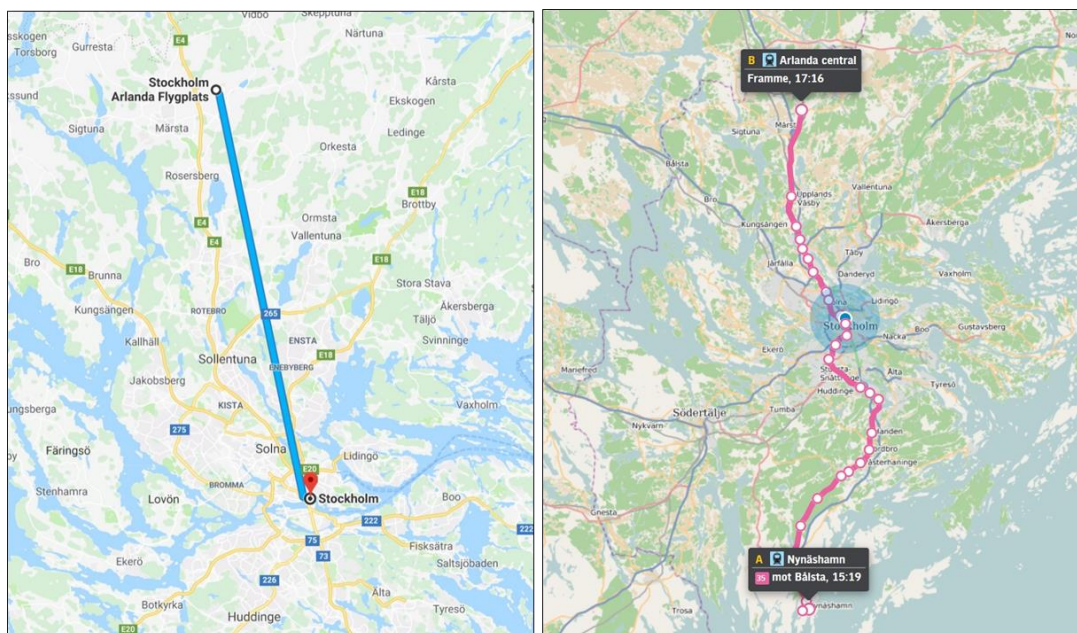 Vidbo
Skepptuna
Närtuna
sskogen
Torsborg
Gurresta
E4
Stockholm
Arlanda Flygplats
Kårsta
Ekskogen
Ledinge
Sigtuna
Märsta
Orkesta
Rosersberg
E4
E18
Brottby
E4
Ormsta
Vallentuna
E18
Bro
E18
Brunna
Stora Stava
Kungsängen
ROTEBRO
265
Åkersberga
Täljö
Kallhäll
ENSTA
Svinninge
Sollentuna
E18
Jakobsberg
ENEBYBERG
ungsberga
KISTA
Vaxholm
275
Färingsö
Solna
Lidingö
E20
Stenhamra
BROMMA
Lovön
Stockholm
Boo
222
222
75
Fisksätra
Ekerö
73
Saltsjöbaden
226
Botkyrka
Älta
E20
Huddinge
Tyresö
B Arlanda central
Framme, 17:16
Sigtuna
Märst
Bålsta
Upplands
Väsby
Vallentuna
Bro
Kungsängen
Åkersberga
Täby
Järfälla
Danderyd
Vaxholm
Lidingö
Stockholm
Gustavsberg
Boo
Nacka
Ekerö
Mariefred
Huddinge
Älta
Tyresö
Tumba
Södertälje
Nykvarn
Gnesta
A Nynäshamn
35 mot Bålsta, 15:19
Trosa